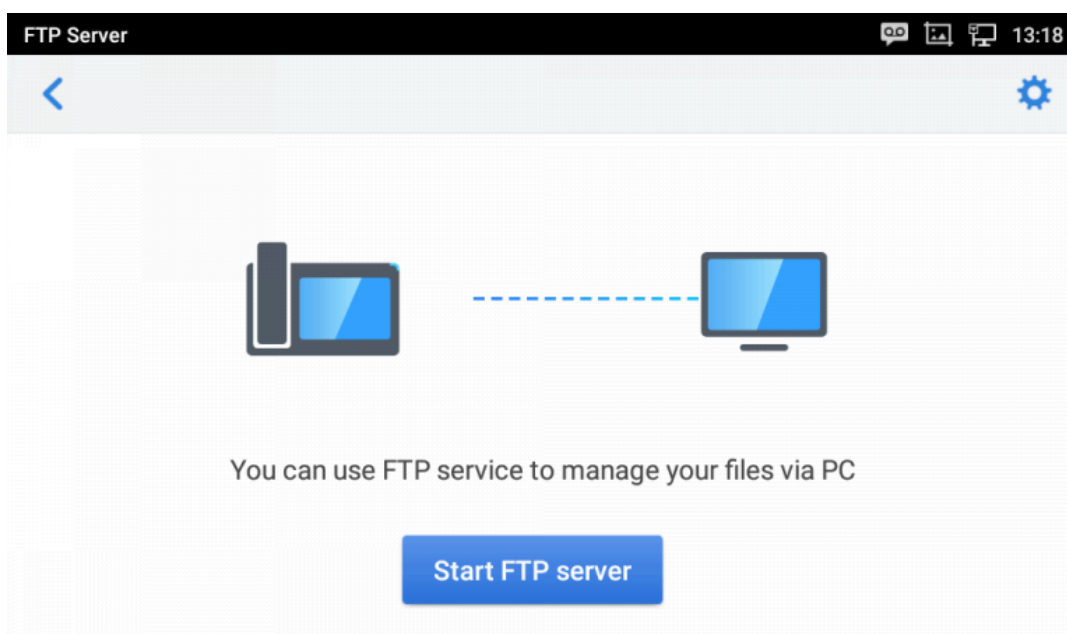 FTP Server 13:18
You can use FTP service to manage your files via PC
Start FTP server